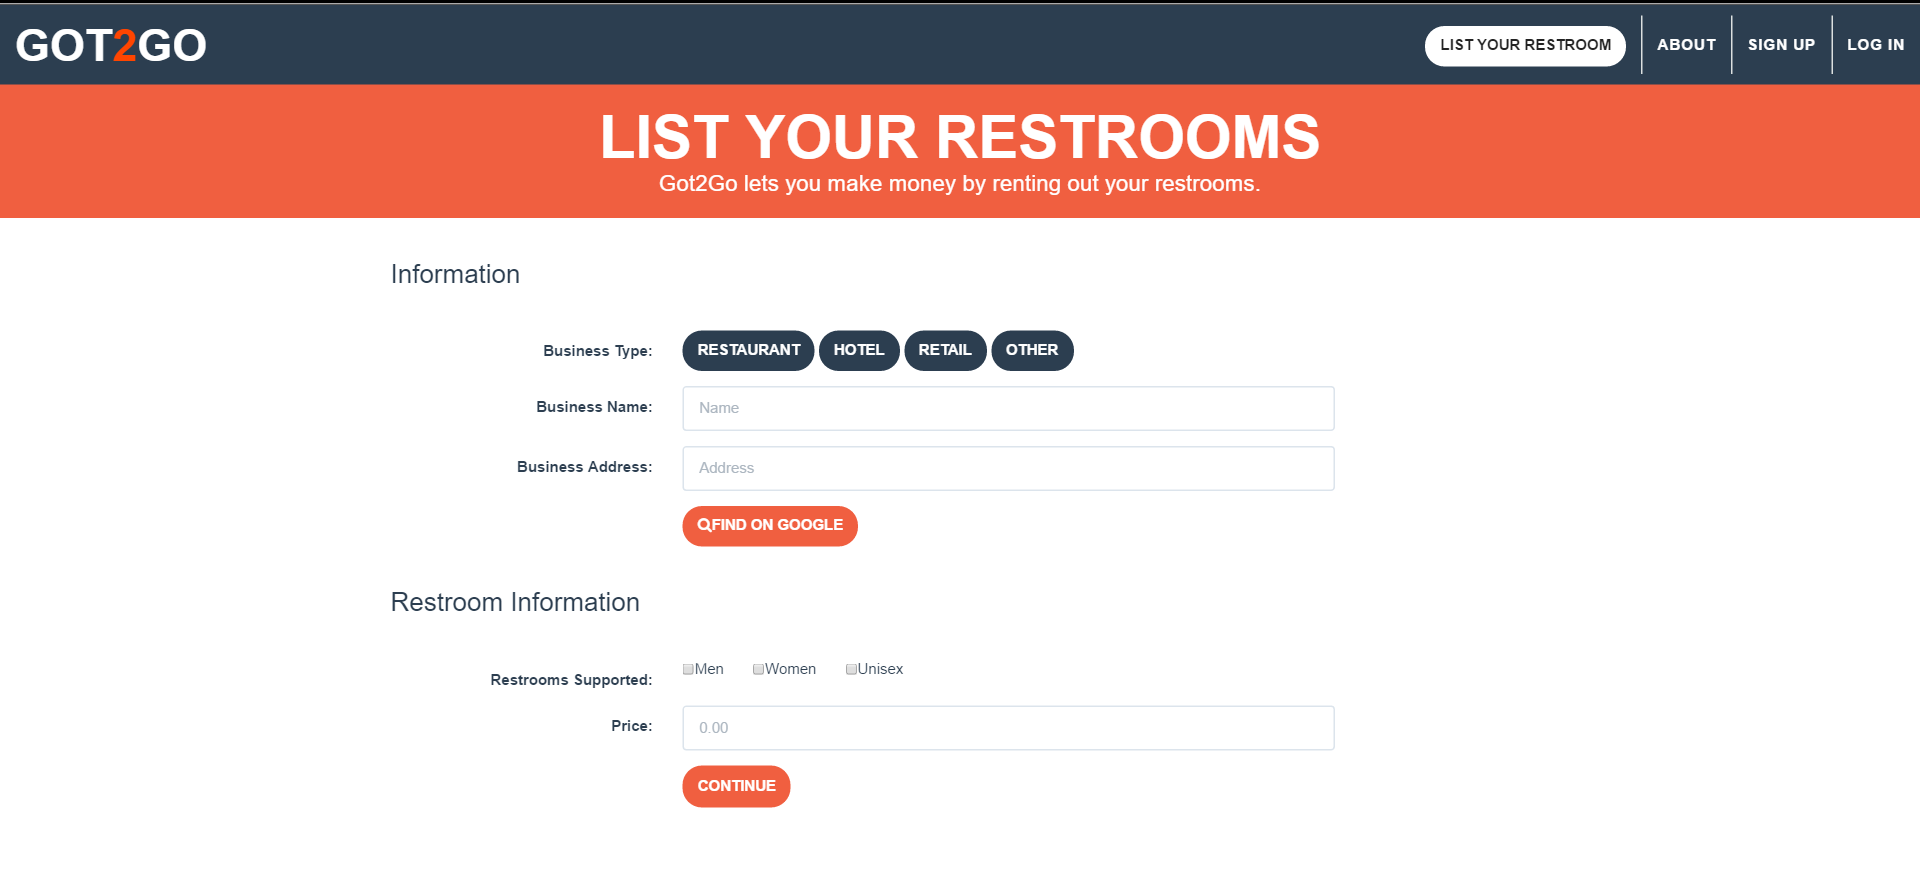 GOT2GO
LIST YOUR RESTROOM ABOUT SIGN UP LOG IN
LIST YOUR RESTROOMS
Got2Go lets you make money by renting out your restrooms.
Information
Business Type: RESTAURANT HOTEL RETAIL OTHER
Business Name: Name
Business Address: Address
FIND ON GOOGLE
Restroom Information
Restrooms Supported: Men Women Unisex
Price: 0.00
CONTINUE